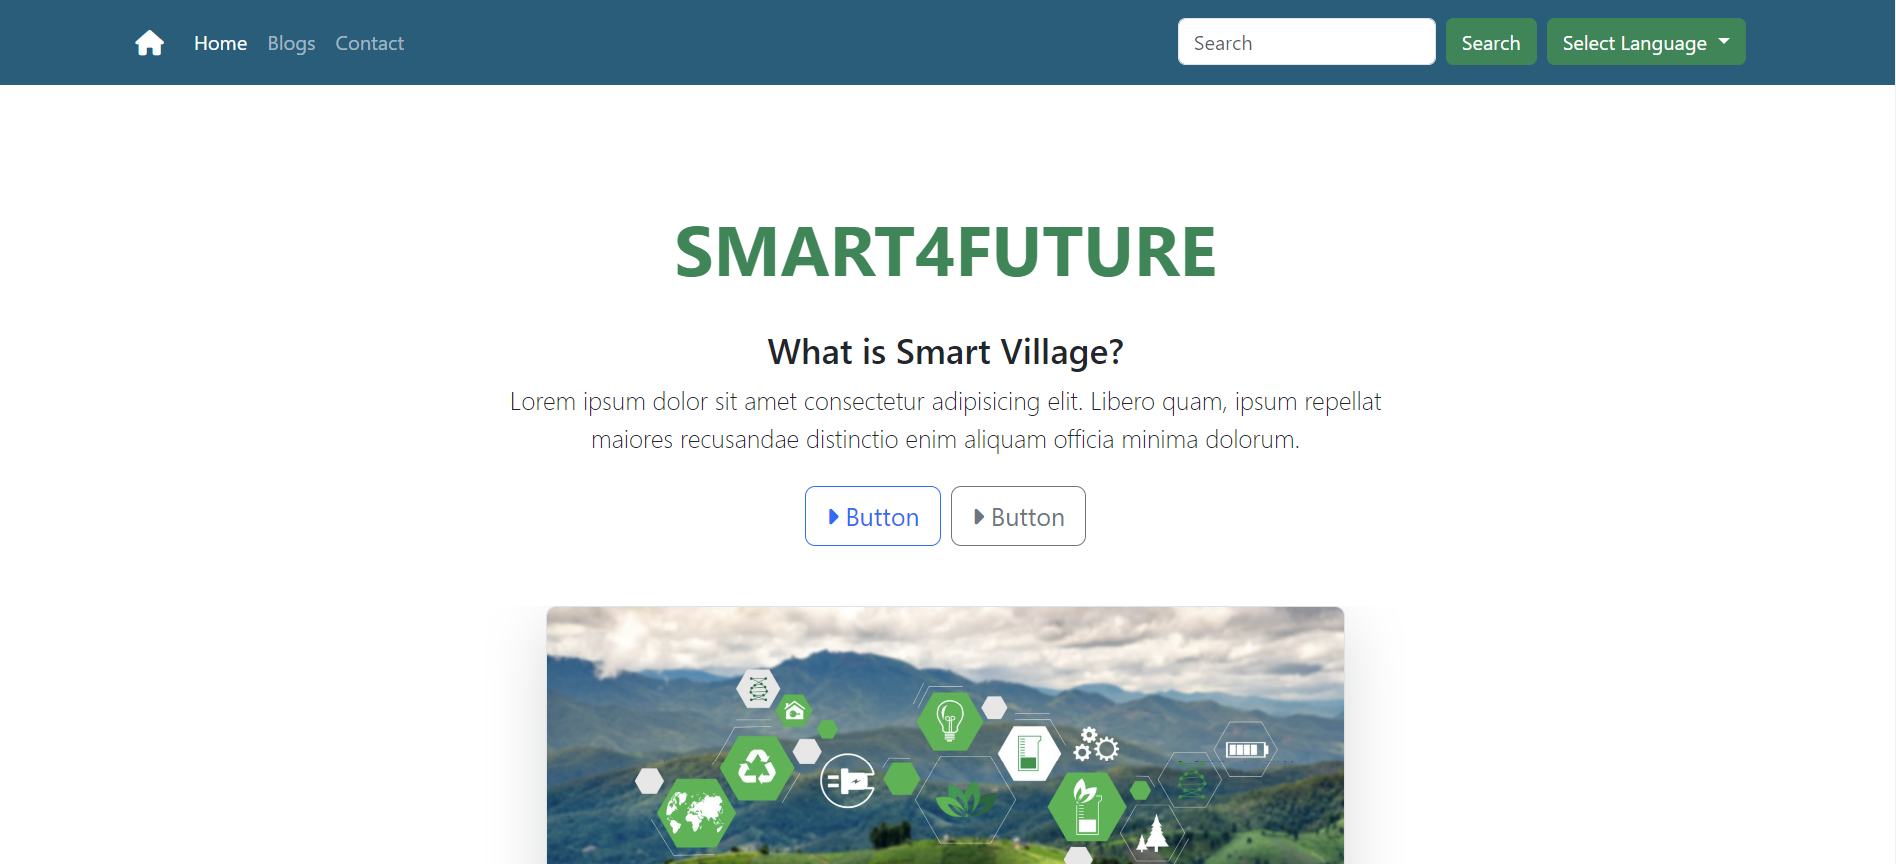 Home Blogs Contact Search Search Select Language
SMART4FUTURE
What is Smart Village?
Lorem ipsum dolor sit amet consectetur adipisicing elit. Libero quam, ipsum repellat
maiores recusandae distinctio enim aliquam officia minima dolorum.
Button Button